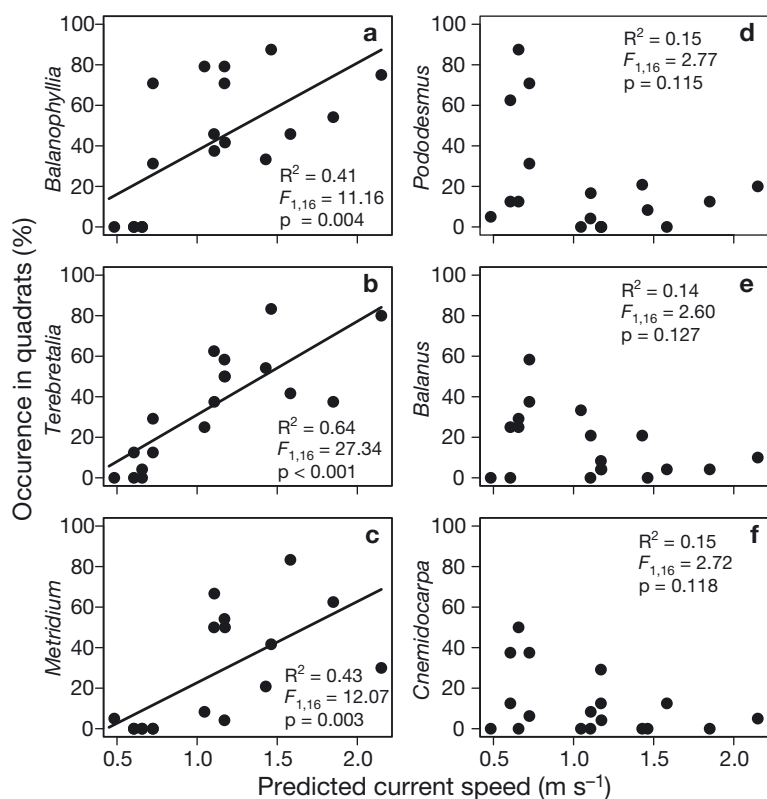 Occurence in quadrats (%)
Balanophyllia
100
80
60
40
20
0
a
R² = 0.41
F1,16 = 11.16
p = 0.004
Pododesmus
100
80
60
40
20
0
d
R² = 0.15
F1,16 = 2.77
p = 0.115
Terebretalia
100
80
60
40
20
0
b
R² = 0.64
F1,16 = 27.34
p < 0.001
Balanus
100
80
60
40
20
0
e
R² = 0.14
F1,16 = 2.60
p = 0.127
Metridium
100
80
60
40
20
0
c
R² = 0.43
F1,16 = 12.07
p = 0.003
0.5 1.0 1.5 2.0
Cnemidocarpa
100
80
60
40
20
0
f
R² = 0.15
F1,16 = 2.72
p = 0.118
0.5 1.0 1.5 2.0
Predicted current speed (m s⁻¹)